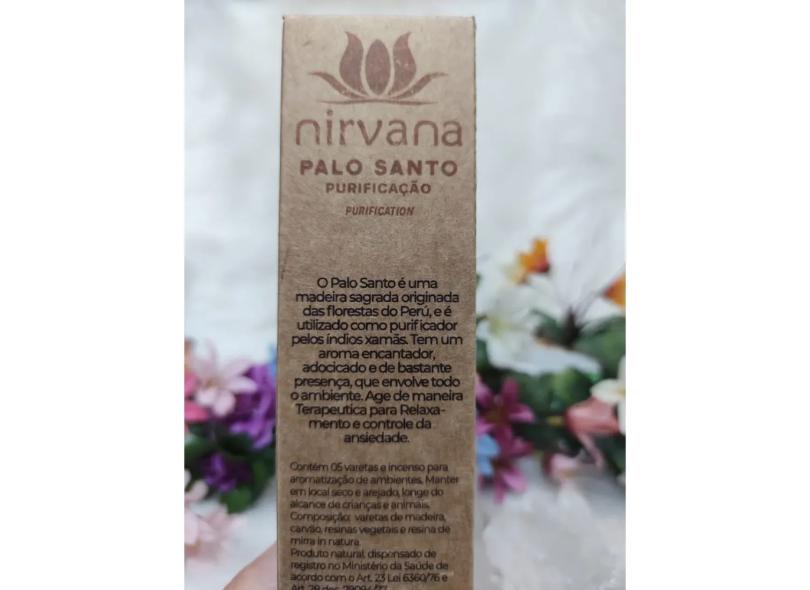 nirvana
PALO SANTO
PURIFICAÇÃO
PURIFICATION
O Palo Santo é uma
madeira sagrada originada
das florestas do Perú, e é
utilizado como purificador
pelos índios xamãs. Tem um
aroma encantador,
adocicado e de bastante
presença, que envolve todo
o ambiente. Age de maneira
Terapeutica para Relaxa-
mento e controle da
ansiedade.
Contém 05 varetas e incenso para
aromatização de ambientes. Manter
em local seco e arejado, longe do
alcance de crianças e animais.
Composição: varetas de madeira,
carvão, resinas vegetais e resina de
mirra in natura.
Produto natural dispensado de
registro no Ministério da Saúde de
acordo com o Art. 23 Lei 6360/76 e